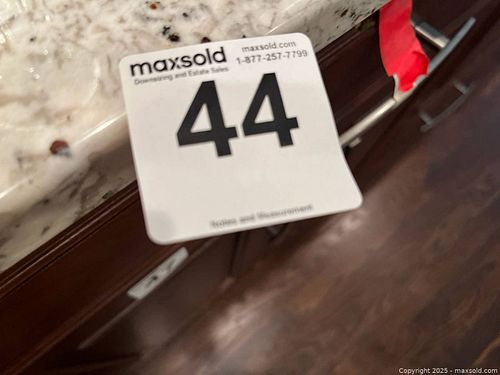 maxsold
Downsizing and Estate Sales
maxsold.com
1-877-257-7799
44
Notes and Measurement
Copyright 2025 - maxsold.com